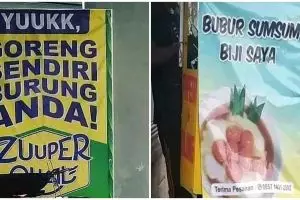 YUUKK,
GORENG
SENDIRI
BURUNG
ANDA!
ZUUPER
BUBUR SUMSUM
BIJI SAYA
Terima Pesanan